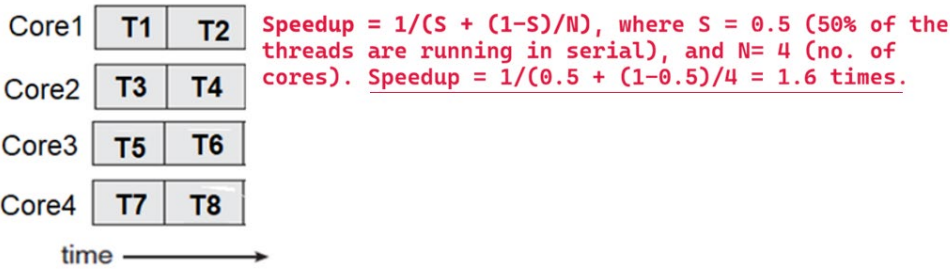 Core1 T1 T2
Speedup = 1/(S + (1-S)/N), where S = 0.5 (50% of the
threads are running in serial), and N= 4 (no. of
cores). Speedup = 1/(0.5 + (1-0.5)/4 = 1.6 times.
Core2 T3 T4
Core3 T5 T6
Core4 T7 T8
time